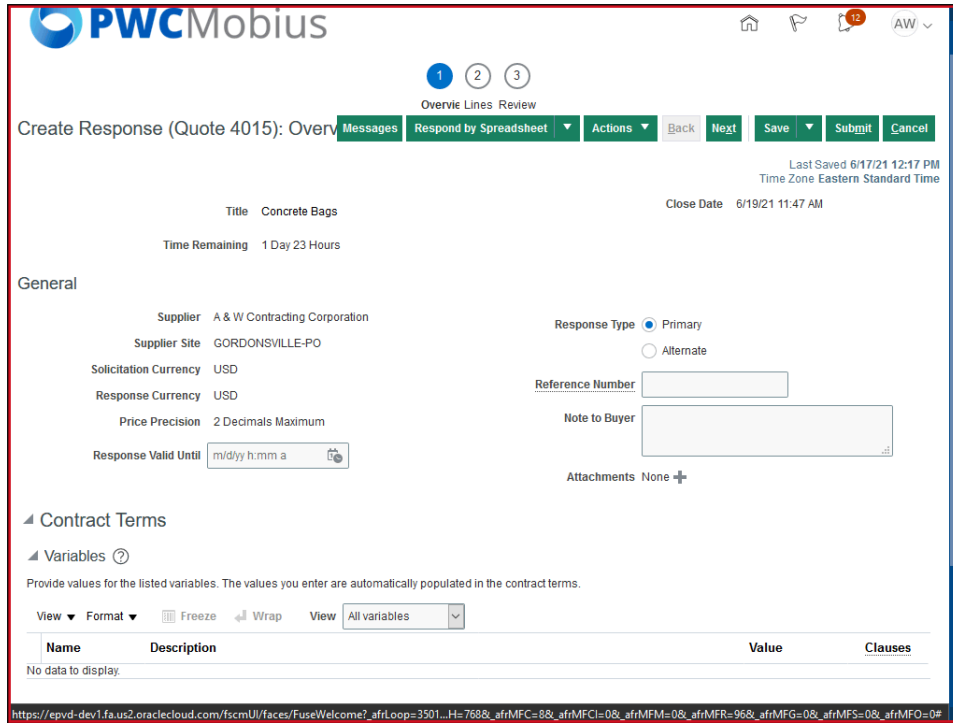 PWCMobius
12
AW
1 2 3
Overvie Lines Review
Create Response (Quote 4015): Overv Messages Respond by Spreadsheet Actions Back Next Save Submit Cancel
Last Saved 6/17/21 12:17 PM
Time Zone Eastern Standard Time
Title Concrete Bags
Close Date 6/19/21 11:47 AM
Time Remaining 1 Day 23 Hours
General
Supplier A & W Contracting Corporation
Supplier Site GORDONSVILLE-PO
Solicitation Currency USD
Response Currency USD
Price Precision 2 Decimals Maximum
Response Valid Until m/d/yy h:mm a
Response Type Primary
Alternate
Reference Number
Note to Buyer
Attachments None
Contract Terms
Variables ?
Provide values for the listed variables. The values you enter are automatically populated in the contract terms.
View Format Freeze Wrap View All variables
Name Description Value Clauses
No data to display.
https://epvd-dev1.fa.us2.oraclecloud.com/fscmUI/faces/FuseWelcome?_afrLoop=3501...H=768&_afrMFC=8&_afrMFCI=0&_afrMFM=0&_afrMFR=96&_afrMFG=0&_afrMFS=0&_afrMFO=0#